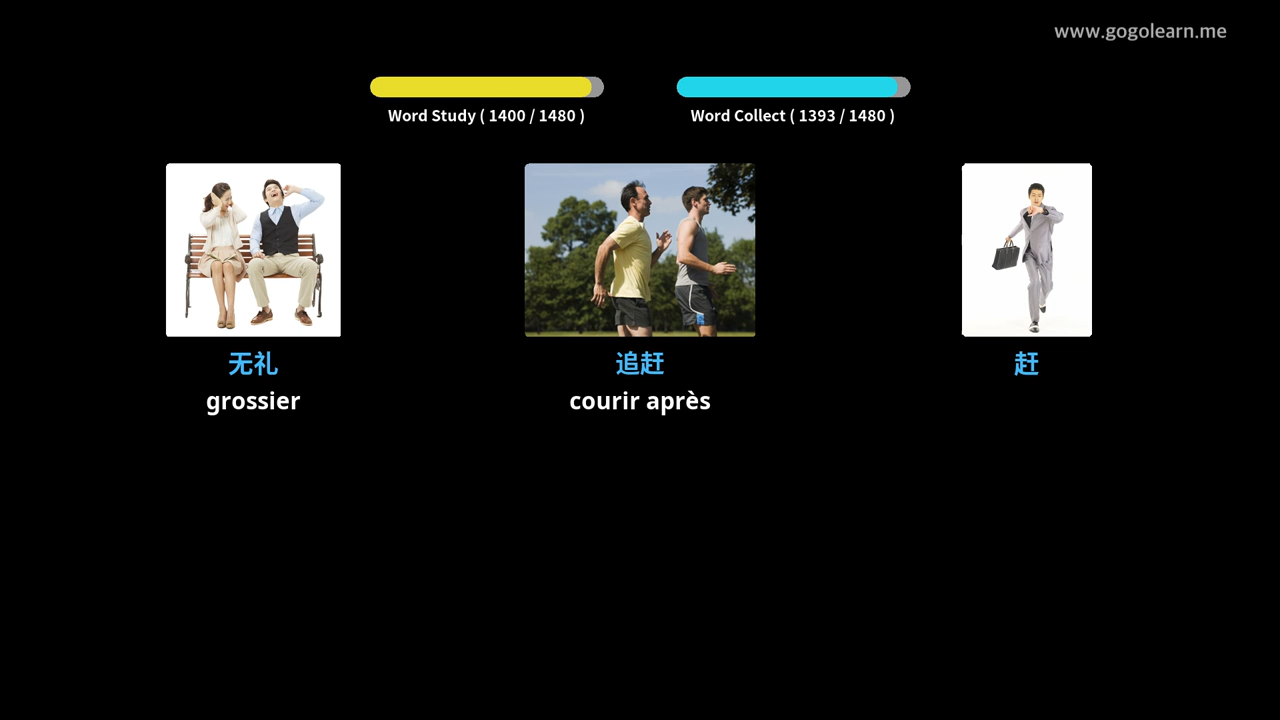 www.gogolearn.me
Word Study ( 1400 / 1480 )
Word Collect ( 1393 / 1480 )
无礼
grossier
追赶
courir après
赶